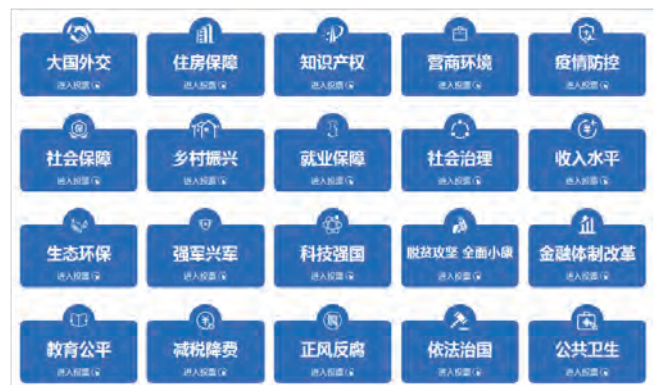 大国外交 住房保障 知识产权 营商环境 疫情防控
进入投票 进入投票 进入投票 进入投票 进入投票
社会保障 乡村振兴 就业保障 社会治理 收入水平
进入投票 进入投票 进入投票 进入投票 进入投票
生态环保 强军兴军 科技强国 脱贫攻坚 全面小康 金融体制改革
进入投票 进入投票 进入投票 进入投票 进入投票
教育公平 减税降费 正风反腐 依法治国 公共卫生
进入投票 进入投票 进入投票 进入投票 进入投票